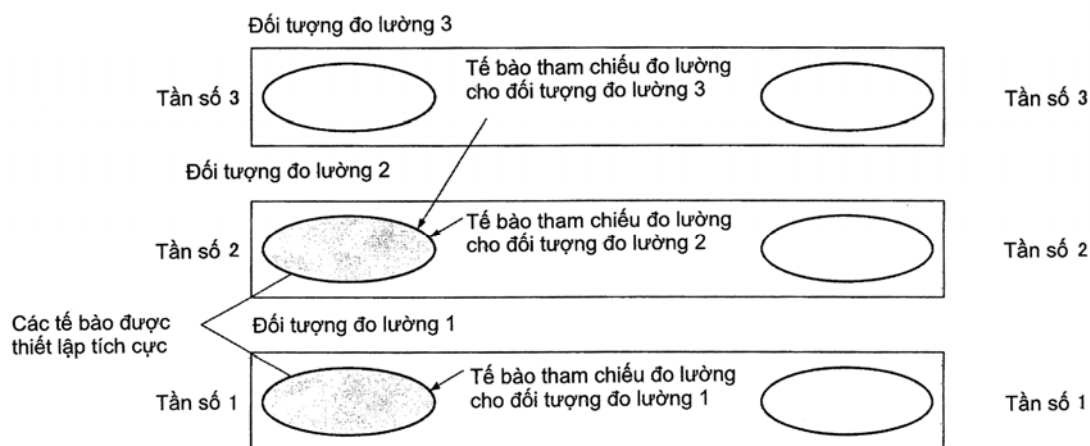 Đối tượng đo lường 3
Tế bào tham chiếu đo lường
cho đối tượng đo lường 3
Tần số 3
Tần số 3
Đối tượng đo lường 2
Tế bào tham chiếu đo lường
cho đối tượng đo lường 2
Tần số 2
Tần số 2
Các tế bào được
thiết lập tích cực
Đối tượng đo lường 1
Tế bào tham chiếu đo lường
cho đối tượng đo lường 1
Tần số 1
Tần số 1